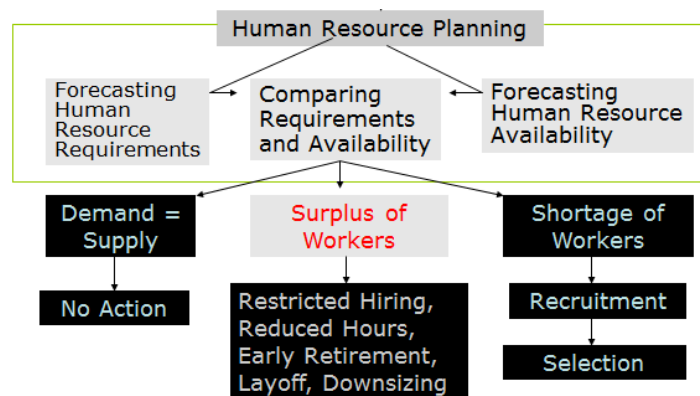 Human Resource Planning
Forecasting
Human
Resource
Requirements
Comparing
Requirements
and Availability
Forecasting
Human Resource
Availability
Demand =
Supply
Surplus of
Workers
Shortage of
Workers
No Action
Restricted Hiring,
Reduced Hours,
Early Retirement,
Layoff, Downsizing
Recruitment
Selection